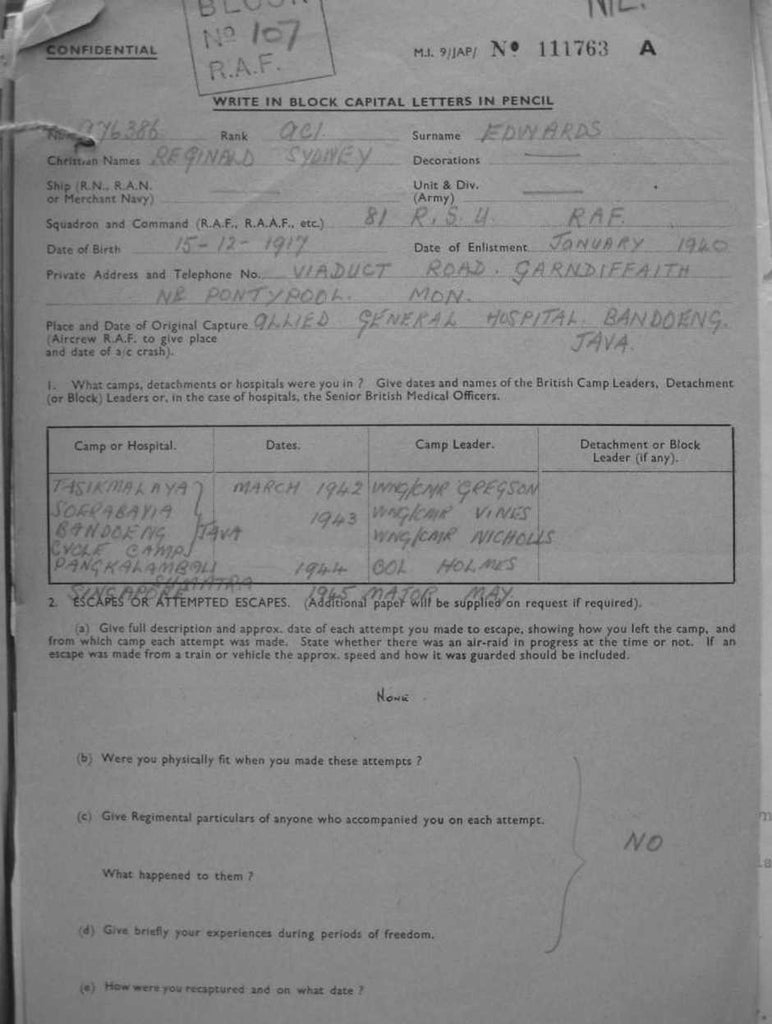 NIL.
BLOCK
Nº 107
R.A.F.
CONFIDENTIAL
M.I. 9/JAP/ Nº 111763 A
WRITE IN BLOCK CAPITAL LETTERS IN PENCIL
No. 976386 Rank AC1. Surname EDWARDS
Christian Names REGINALD SYDNEY Decorations
Ship (R.N., R.A.N. or Merchant Navy) Unit & Div. (Army)
Squadron and Command (R.A.F., R.A.A.F., etc.) 81 R.S.U. RAF.
Date of Birth 15-12-1917 Date of Enlistment JANUARY 1940
Private Address and Telephone No. VIADUCT ROAD. GARNDIFFAITH
NR PONTYPOOL. MON.
Place and Date of Original Capture ALLIED GENERAL HOSPITAL. BANDOENG.
(Aircrew R.A.F. to give place JAVA.
and date of a/c crash).
1. What camps, detachments or hospitals were you in ? Give dates and names of the British Camp Leaders, Detachment
(or Block) Leaders or, in the case of hospitals, the Senior British Medical Officers.
Camp or Hospital. Dates. Camp Leader. Detachment or Block Leader (if any).
TASIKMALAYA MARCH 1942 WNG/CMR GREGSON
SOERABAYIA 1943 WNG/CMR VINES
BANDOENG JAVA WNG/CMR NICHOLLS
CYCLE CAMP
PANGKALAMBALI 1944 COL HOLMES
SUMATRA
SINGAPORE 1945 MAJOR MAY.
2. ESCAPES OR ATTEMPTED ESCAPES. (Additional paper will be supplied on request if required).
(a) Give full description and approx. date of each attempt you made to escape, showing how you left the camp, and
from which camp each attempt was made. State whether there was an air-raid in progress at the time or not. If an
escape was made from a train or vehicle the approx. speed and how it was guarded should be included.
NONE
(b) Were you physically fit when you made these attempts ?
(c) Give Regimental particulars of anyone who accompanied you on each attempt.
NO
What happened to them ?
(d) Give briefly your experiences during periods of freedom.
(e) How were you recaptured and on what date ?